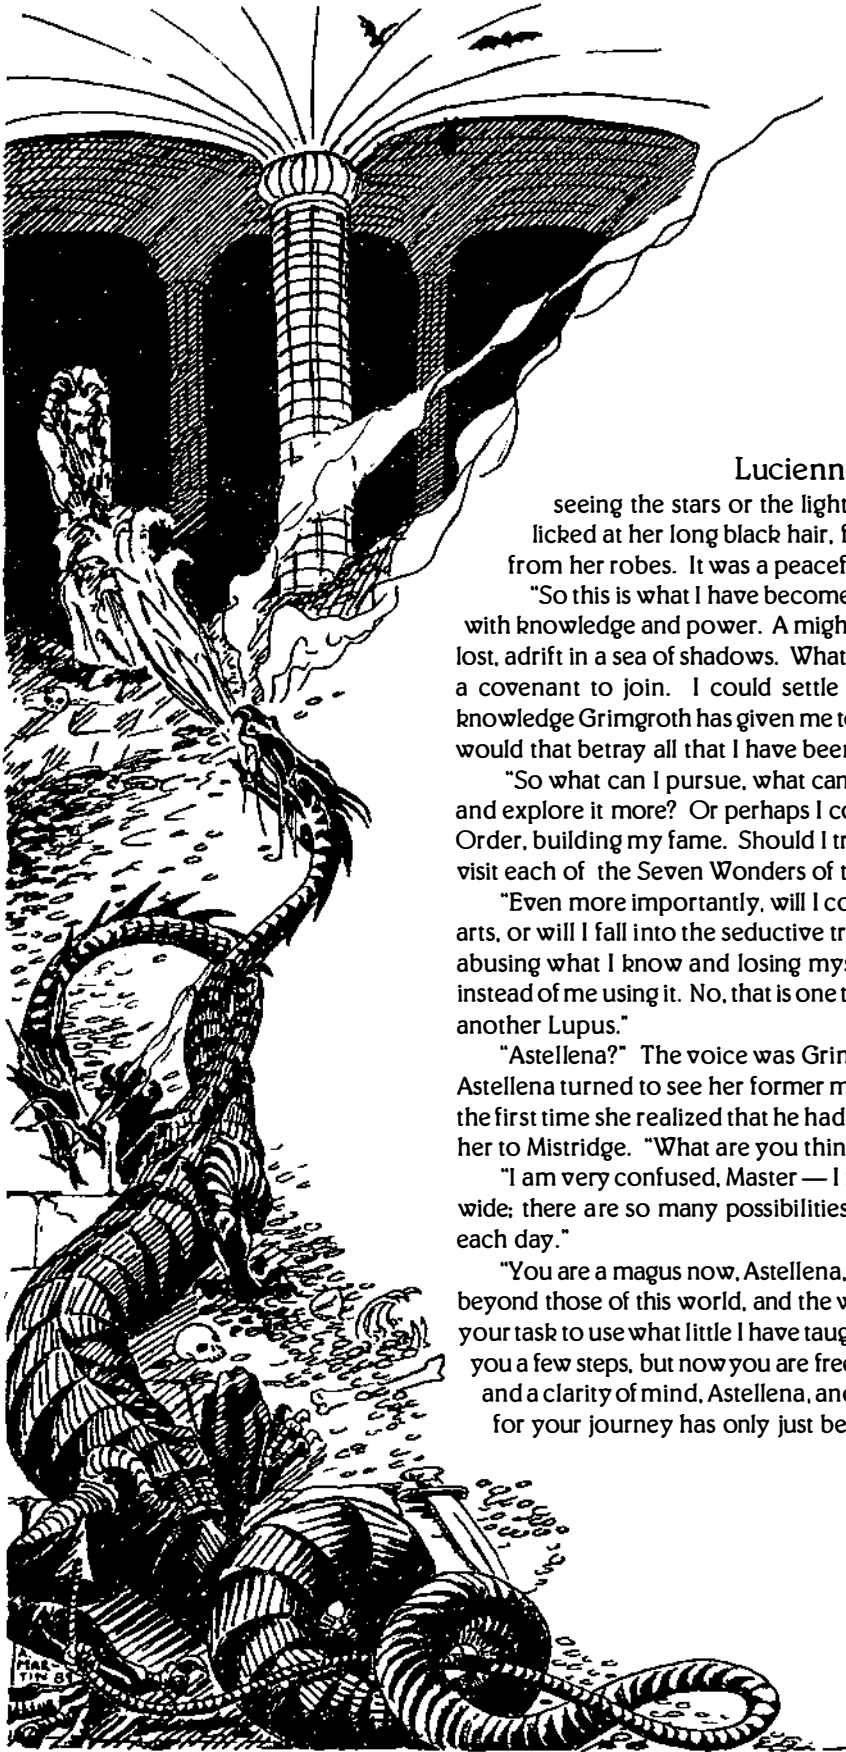 Lucienn
seeing the stars or the light
licked at her long black hair, f
from her robes. It was a peacef
“So this is what I have become
with knowledge and power. A migh
lost, adrift in a sea of shadows. What
a covenant to join. I could settle
knowledge Grimgroth has given me to
would that betray all that I have been
“So what can I pursue, what can
and explore it more? Or perhaps I co
Order, building my fame. Should I tr
visit each of the Seven Wonders of t
“Even more importantly, will I co
arts, or will I fall into the seductive tr
abusing what I know and losing mys
instead of me using it. No, that is one t
another Lupus.”
“Astellena?” The voice was Grim
Astellena turned to see her former m
the first time she realized that he had
her to Mistridge. “What are you thin
“I am very confused, Master — I
wide; there are so many possibilities
each day.”
“You are a magus now, Astellena,
beyond those of this world, and the w
your task to use what little I have taug
you a few steps, but now you are free
and a clarity of mind, Astellena, and
for your journey has only just be
MAR-
TIN 89